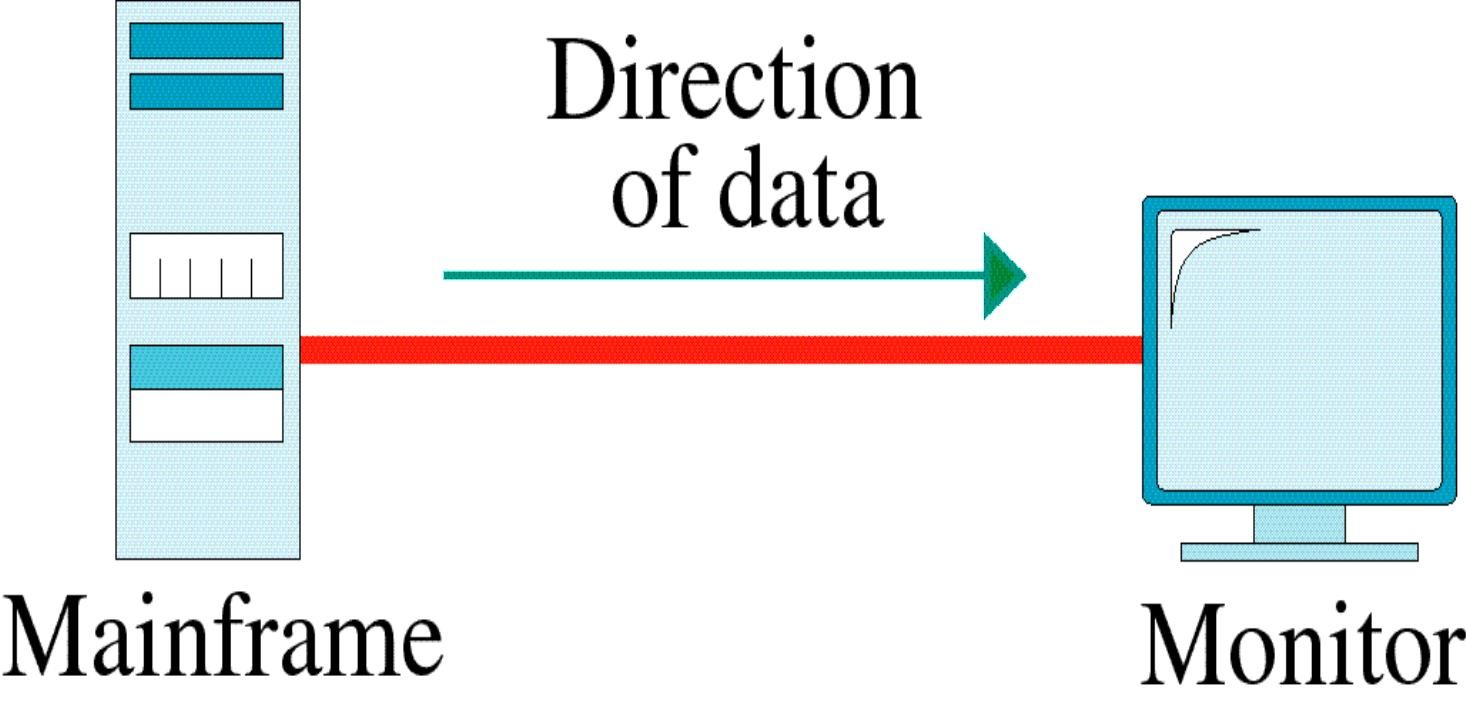 Direction
of data
Mainframe
Monitor